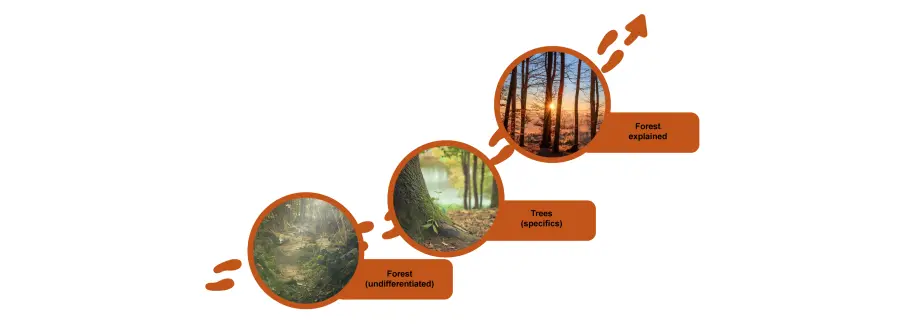 Forest
explained
Trees
(specifics)
Forest
(undifferentiated)